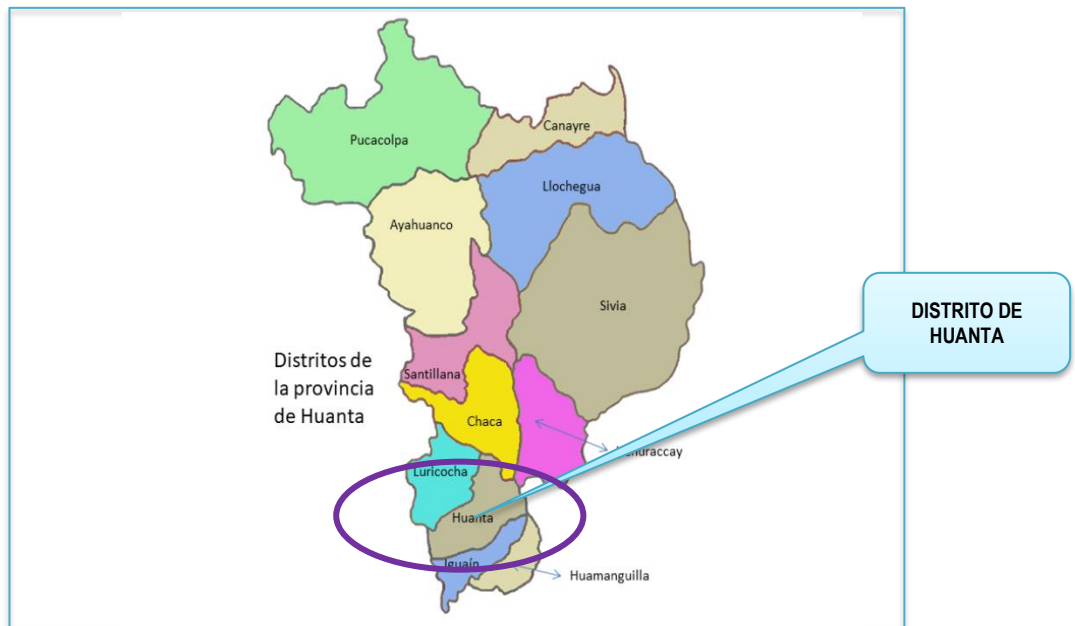 Canayre
Pucacolpa
Llochegua
Ayahuanco
Sivia
DISTRITO DE
HUANTA
Distritos de
la provincia
de Huanta
Santillana
Chaca
Luricocha
Huanta
Iguaín
Huamanguilla